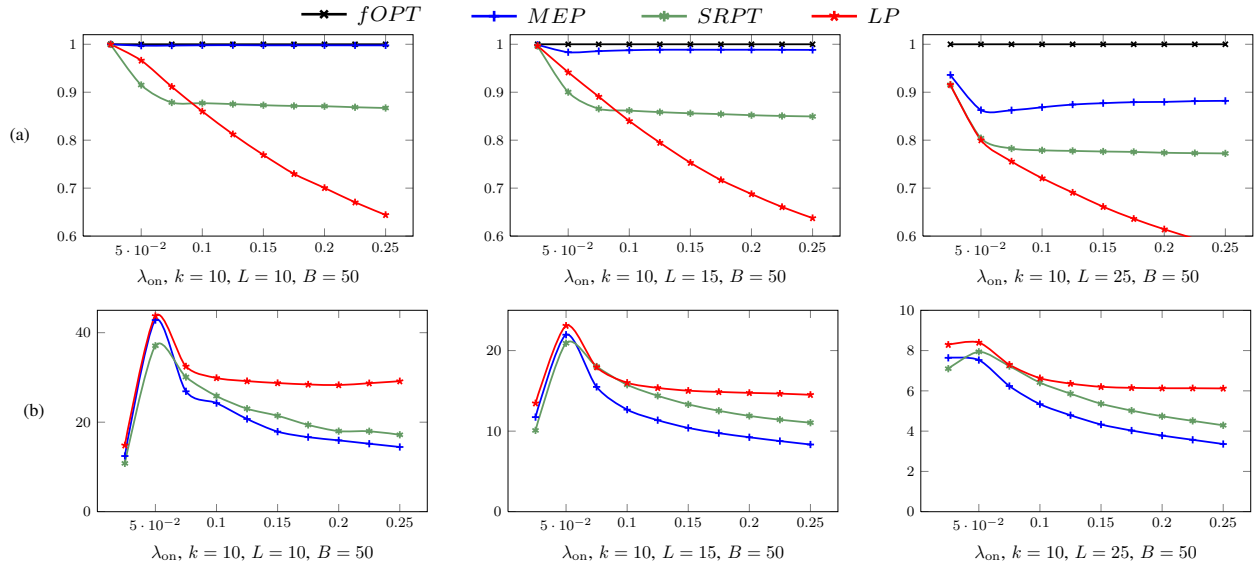 fOPT MEP SRPT LP
(a)
1
0.9
0.8
0.7
0.6
5 · 10⁻² 0.1 0.15 0.2 0.25
λon, k = 10, L = 10, B = 50
1
0.9
0.8
0.7
0.6
5 · 10⁻² 0.1 0.15 0.2 0.25
λon, k = 10, L = 15, B = 50
1
0.9
0.8
0.7
0.6
5 · 10⁻² 0.1 0.15 0.2 0.25
λon, k = 10, L = 25, B = 50
(b)
40
20
0
5 · 10⁻² 0.1 0.15 0.2 0.25
λon, k = 10, L = 10, B = 50
20
10
0
5 · 10⁻² 0.1 0.15 0.2 0.25
λon, k = 10, L = 15, B = 50
10
8
6
4
2
0
5 · 10⁻² 0.1 0.15 0.2 0.25
λon, k = 10, L = 25, B = 50